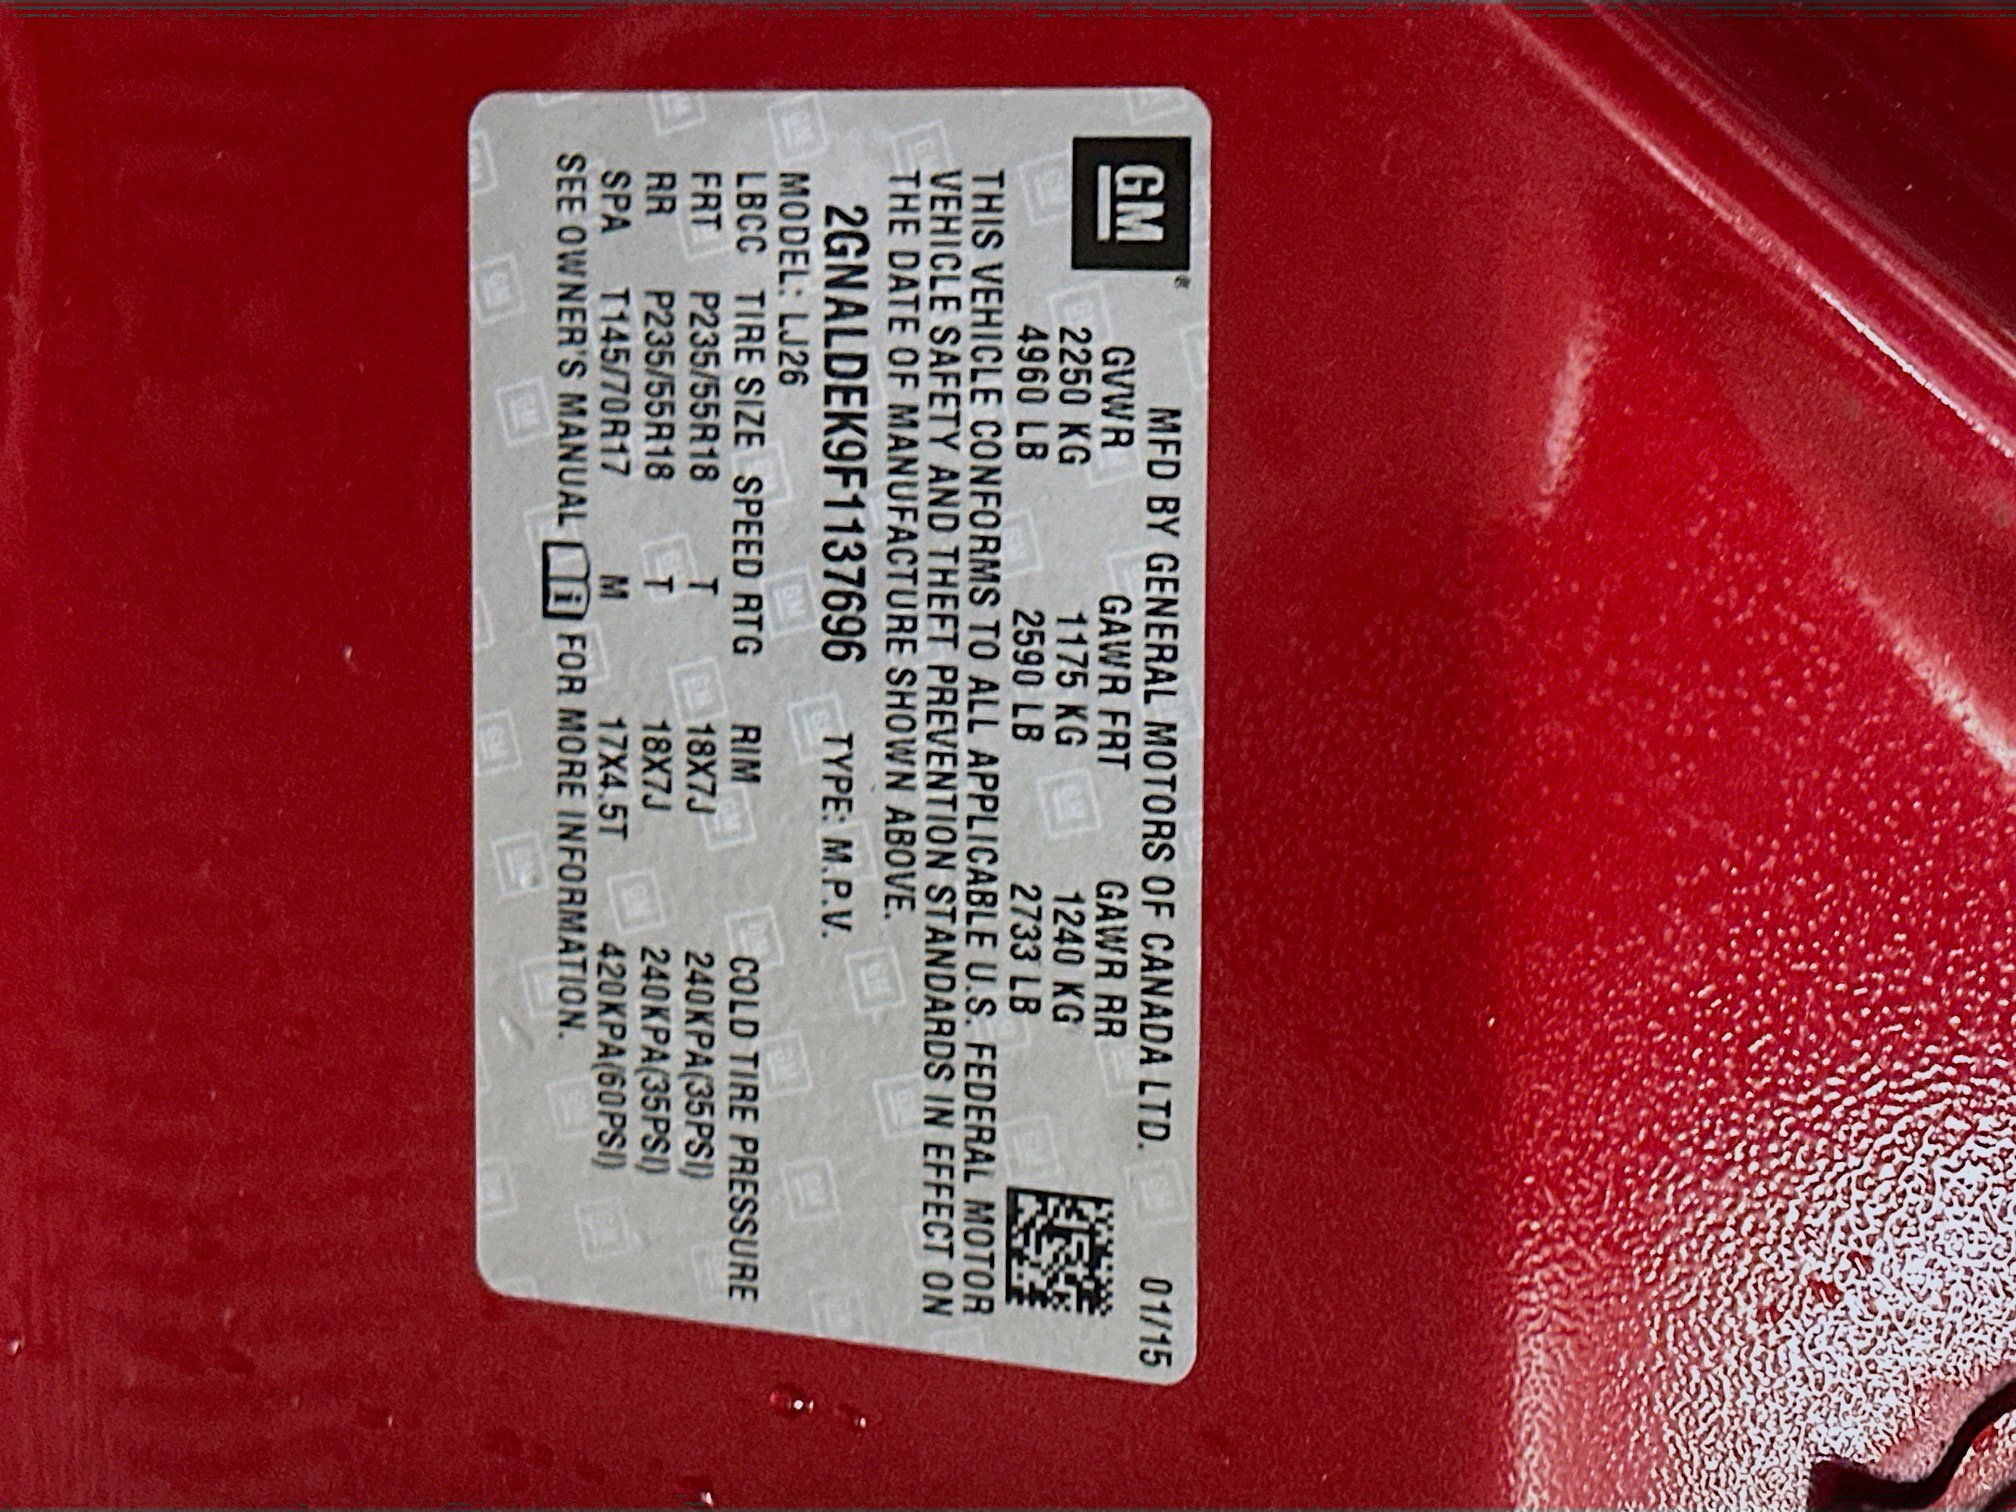 GM®
MFD BY GENERAL MOTORS OF CANADA LTD. 01/15
GVWR GAWR FRT GAWR RR
2250 KG 1175 KG 1240 KG
4960 LB 2590 LB 2733 LB
THIS VEHICLE CONFORMS TO ALL APPLICABLE U.S. FEDERAL MOTOR
VEHICLE SAFETY AND THEFT PREVENTION STANDARDS IN EFFECT ON
THE DATE OF MANUFACTURE SHOWN ABOVE.
2GNALDEK9F1137696 TYPE: M.P.V.
MODEL: LJ26
LBCC TIRE SIZE SPEED RTG RIM COLD TIRE PRESSURE
FRT P235/55R18 T 18X7J 240KPA(35PSI)
RR P235/55R18 T 18X7J 240KPA(35PSI)
SPA T145/70R17 M 17X4.5T 420KPA(60PSI)
SEE OWNER'S MANUAL i FOR MORE INFORMATION.